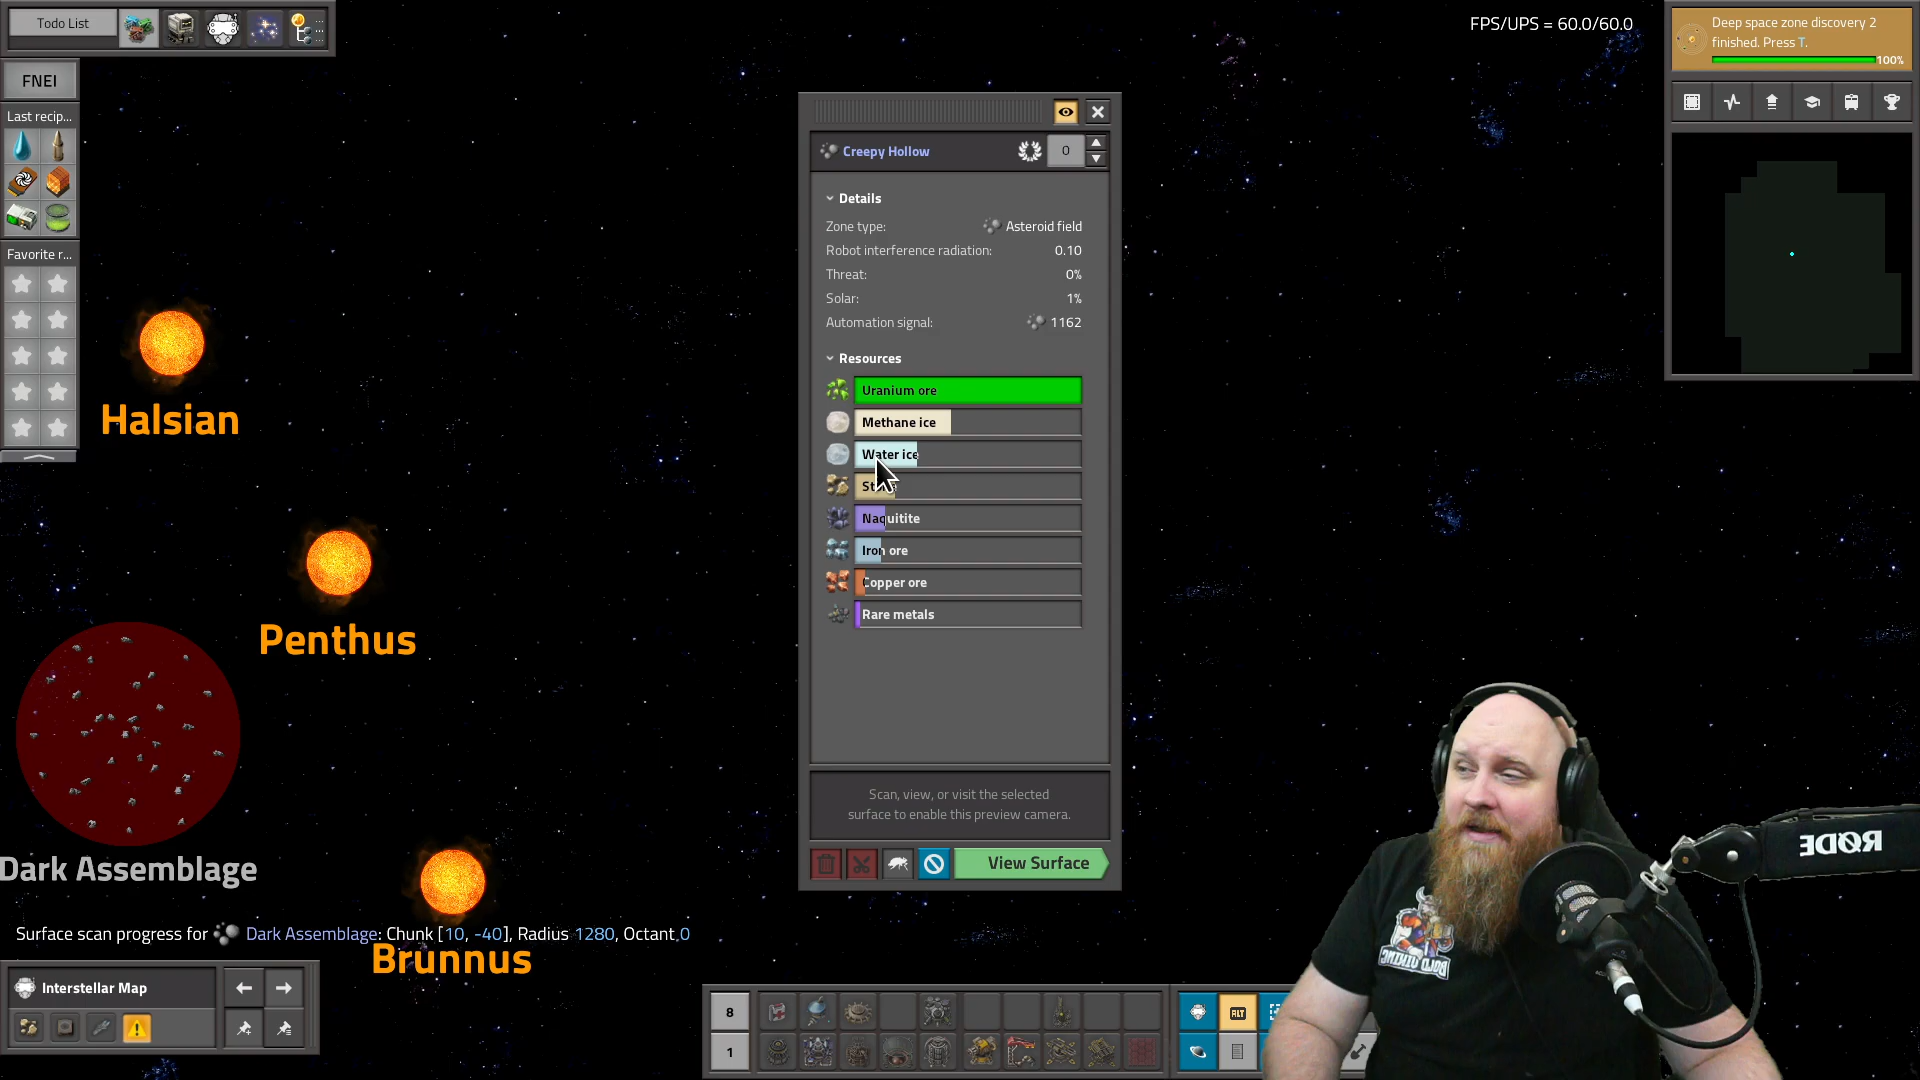 Todo List
FPS/UPS = 60.0/60.0
Deep space zone discovery 2
finished. Press T.
100%
FNEI
Last recip...
Favorite r...
Creepy Hollow
0
Details
Zone type: Asteroid field
Robot interference radiation: 0.10
Threat: 0%
Solar: 1%
Automation signal: 1162
Resources
Uranium ore
Methane ice
Water ice
Naquitite
Iron ore
Copper ore
Rare metals
Scan, view, or visit the selected
surface to enable this preview camera.
View Surface
Halsian
Penthus
Dark Assemblage
Surface scan progress for Dark Assemblage: Chunk [10, -40], Radius 1280, Octant 0
Brunnus
Interstellar Map
8
1
ALT
RØDE
BOLD VIKING